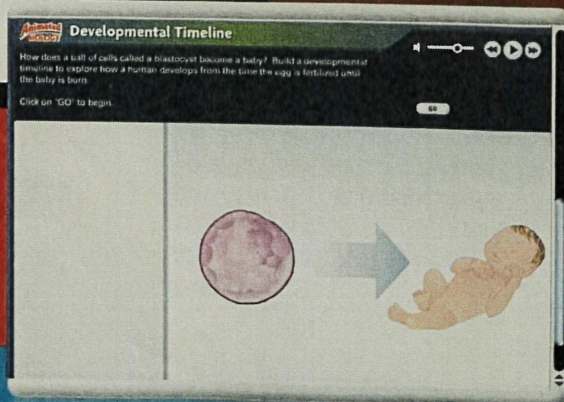 Animated
BIOLOGY
Developmental Timeline
How does a ball of cells called a blastocyst become a baby? Build a developmental
timeline to explore how a human develops from the time the egg is fertilized until
the baby is born.
Click on "GO" to begin.
GO